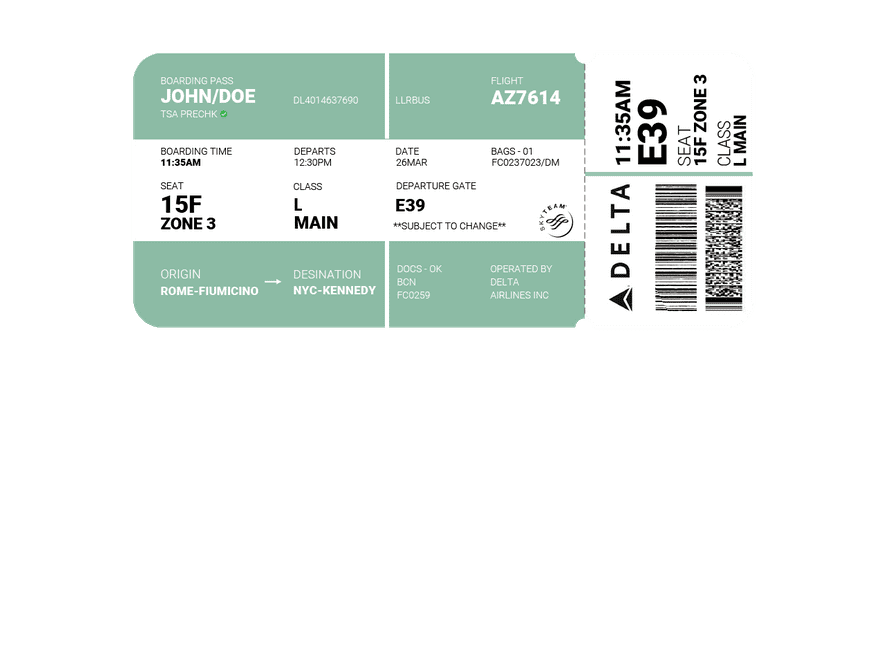 BOARDING PASS
JOHN/DOE
TSA PRECHK
DL4014637690
LLRBUS
FLIGHT
AZ7614
BOARDING TIME
11:35AM
DEPARTS
12:30PM
DATE
26MAR
BAGS - 01
FC0237023/DM
SEAT
15F
ZONE 3
CLASS
L
MAIN
DEPARTURE GATE
E39
**SUBJECT TO CHANGE**
SKYTEAM
ORIGIN
ROME-FIUMICINO
DESINATION
NYC-KENNEDY
DOCS - OK
BCN
FC0259
OPERATED BY
DELTA
AIRLINES INC
11:35AM
E39
SEAT
15F ZONE 3
CLASS
L MAIN
DELTA